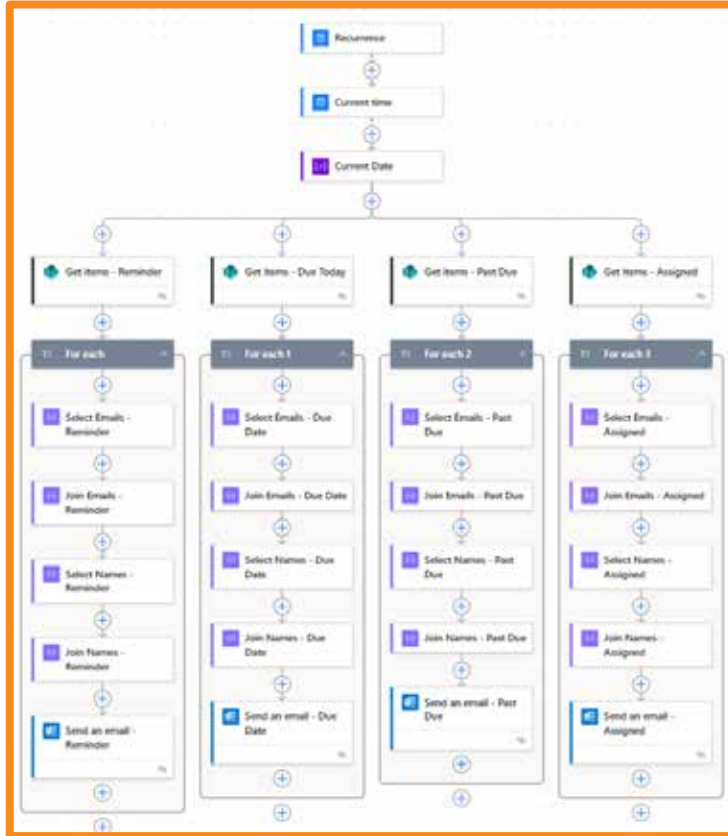 Recurrence
Current time
Current Date
Get items - Reminder
Get items - Due Today
Get items - Past Due
Get items - Assigned
For each
For each 1
For each 2
For each 3
Select Emails -
Reminder
Select Emails - Due
Date
Select Emails - Past
Due
Select Emails -
Assigned
Join Emails -
Reminder
Join Emails - Due Date
Join Emails - Past Due
Join Emails - Assigned
Select Names -
Reminder
Select Names - Due
Date
Select Names - Past
Due
Select Names -
Assigned
Join Names -
Reminder
Join Names - Due
Date
Join Names - Past Due
Join Names -
Assigned
Send an email -
Reminder
Send an email - Due
Date
Send an email - Past
Due
Send an email -
Assigned